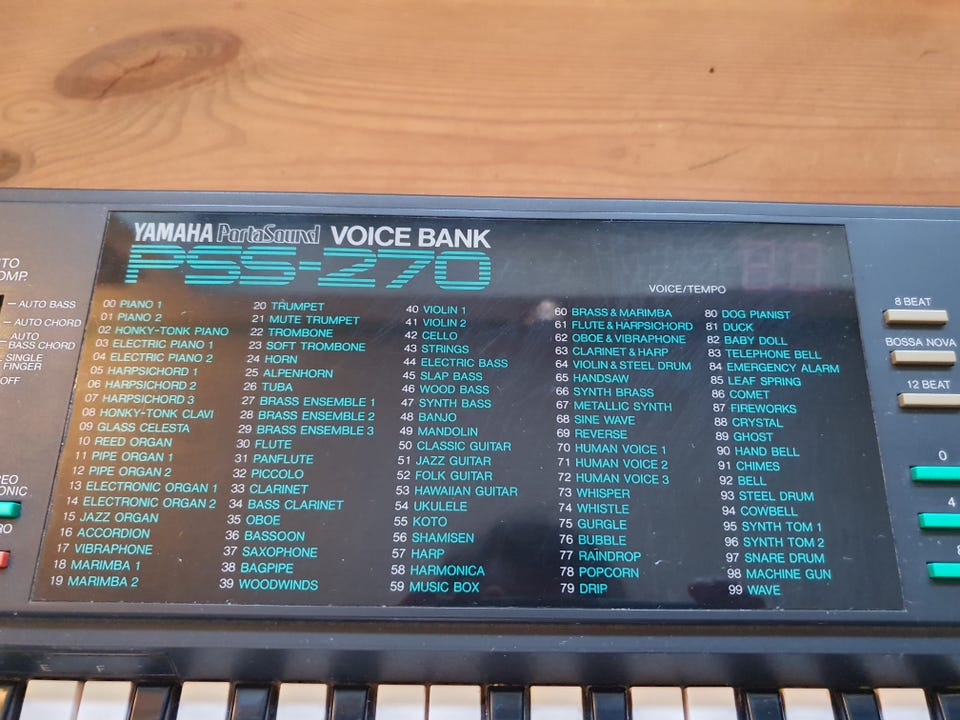 YAMAHA PortaSound VOICE BANK
PSS-270
VOICE/TEMPO
AUTO BASS
AUTO CHORD
AUTO
BASS CHORD
SINGLE
FINGER
OFF
00 PIANO 1
01 PIANO 2
02 HONKY-TONK PIANO
03 ELECTRIC PIANO 1
04 ELECTRIC PIANO 2
05 HARPSICHORD 1
06 HARPSICHORD 2
07 HARPSICHORD 3
08 HONKY-TONK CLAVI
09 GLASS CELESTA
10 REED ORGAN
11 PIPE ORGAN 1
12 PIPE ORGAN 2
13 ELECTRONIC ORGAN 1
14 ELECTRONIC ORGAN 2
15 JAZZ ORGAN
16 ACCORDION
17 VIBRAPHONE
18 MARIMBA 1
19 MARIMBA 2
20 TRUMPET
21 MUTE TRUMPET
22 TROMBONE
23 SOFT TROMBONE
24 HORN
25 ALPENHORN
26 TUBA
27 BRASS ENSEMBLE 1
28 BRASS ENSEMBLE 2
29 BRASS ENSEMBLE 3
30 FLUTE
31 PANFLUTE
32 PICCOLO
33 CLARINET
34 BASS CLARINET
35 OBOE
36 BASSOON
37 SAXOPHONE
38 BAGPIPE
39 WOODWINDS
40 VIOLIN 1
41 VIOLIN 2
42 CELLO
43 STRINGS
44 ELECTRIC BASS
45 SLAP BASS
46 WOOD BASS
47 SYNTH BASS
48 BANJO
49 MANDOLIN
50 CLASSIC GUITAR
51 JAZZ GUITAR
52 FOLK GUITAR
53 HAWAIIAN GUITAR
54 UKULELE
55 KOTO
56 SHAMISEN
57 HARP
58 HARMONICA
59 MUSIC BOX
60 BRASS & MARIMBA
61 FLUTE & HARPSICHORD
62 OBOE & VIBRAPHONE
63 CLARINET & HARP
64 VIOLIN & STEEL DRUM
65 HANDSAW
66 SYNTH BRASS
67 METALLIC SYNTH
68 SINE WAVE
69 REVERSE
70 HUMAN VOICE 1
71 HUMAN VOICE 2
72 HUMAN VOICE 3
73 WHISPER
74 WHISTLE
75 GURGLE
76 BUBBLE
77 RAINDROP
78 POPCORN
79 DRIP
80 DOG PIANIST
81 DUCK
82 BABY DOLL
83 TELEPHONE BELL
84 EMERGENCY ALARM
85 LEAF SPRING
86 COMET
87 FIREWORKS
88 CRYSTAL
89 GHOST
90 HAND BELL
91 CHIMES
92 BELL
93 STEEL DRUM
94 COWBELL
95 SYNTH TOM 1
96 SYNTH TOM 2
97 SNARE DRUM
98 MACHINE GUN
99 WAVE
8 BEAT
BOSSA NOVA
12 BEAT
0
4
8
E F